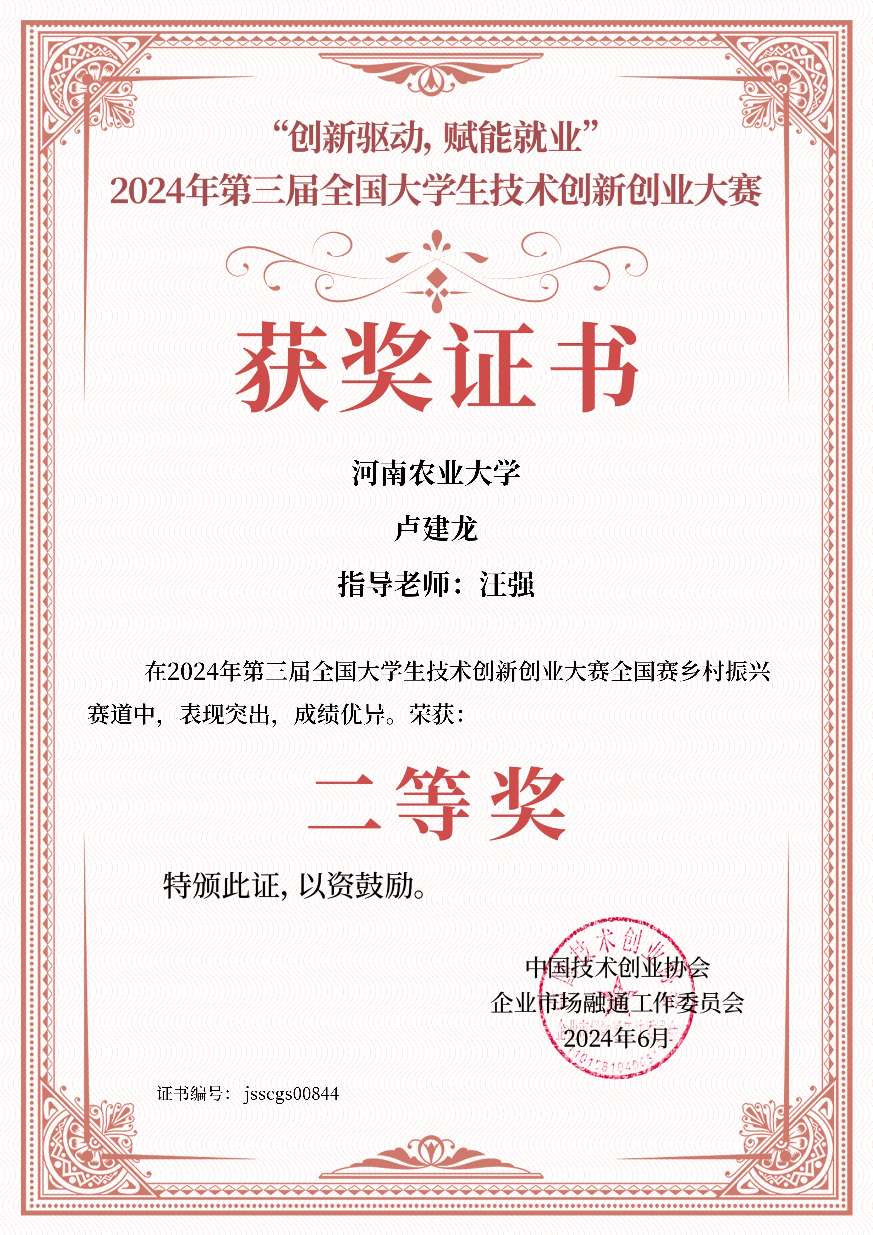 “创新驱动，赋能就业”
2024年第三届全国大学生技术创新创业大赛
获奖证书
河南农业大学
卢建龙
指导老师：汪强
在2024年第三届全国大学生技术创新创业大赛全国赛乡村振兴
赛道中，表现突出，成绩优异。荣获：
二等奖
特颁此证，以资鼓励。
中国技术创业协会
企业市场融通工作委员会
2024年6月
证书编号：jsscgs00844